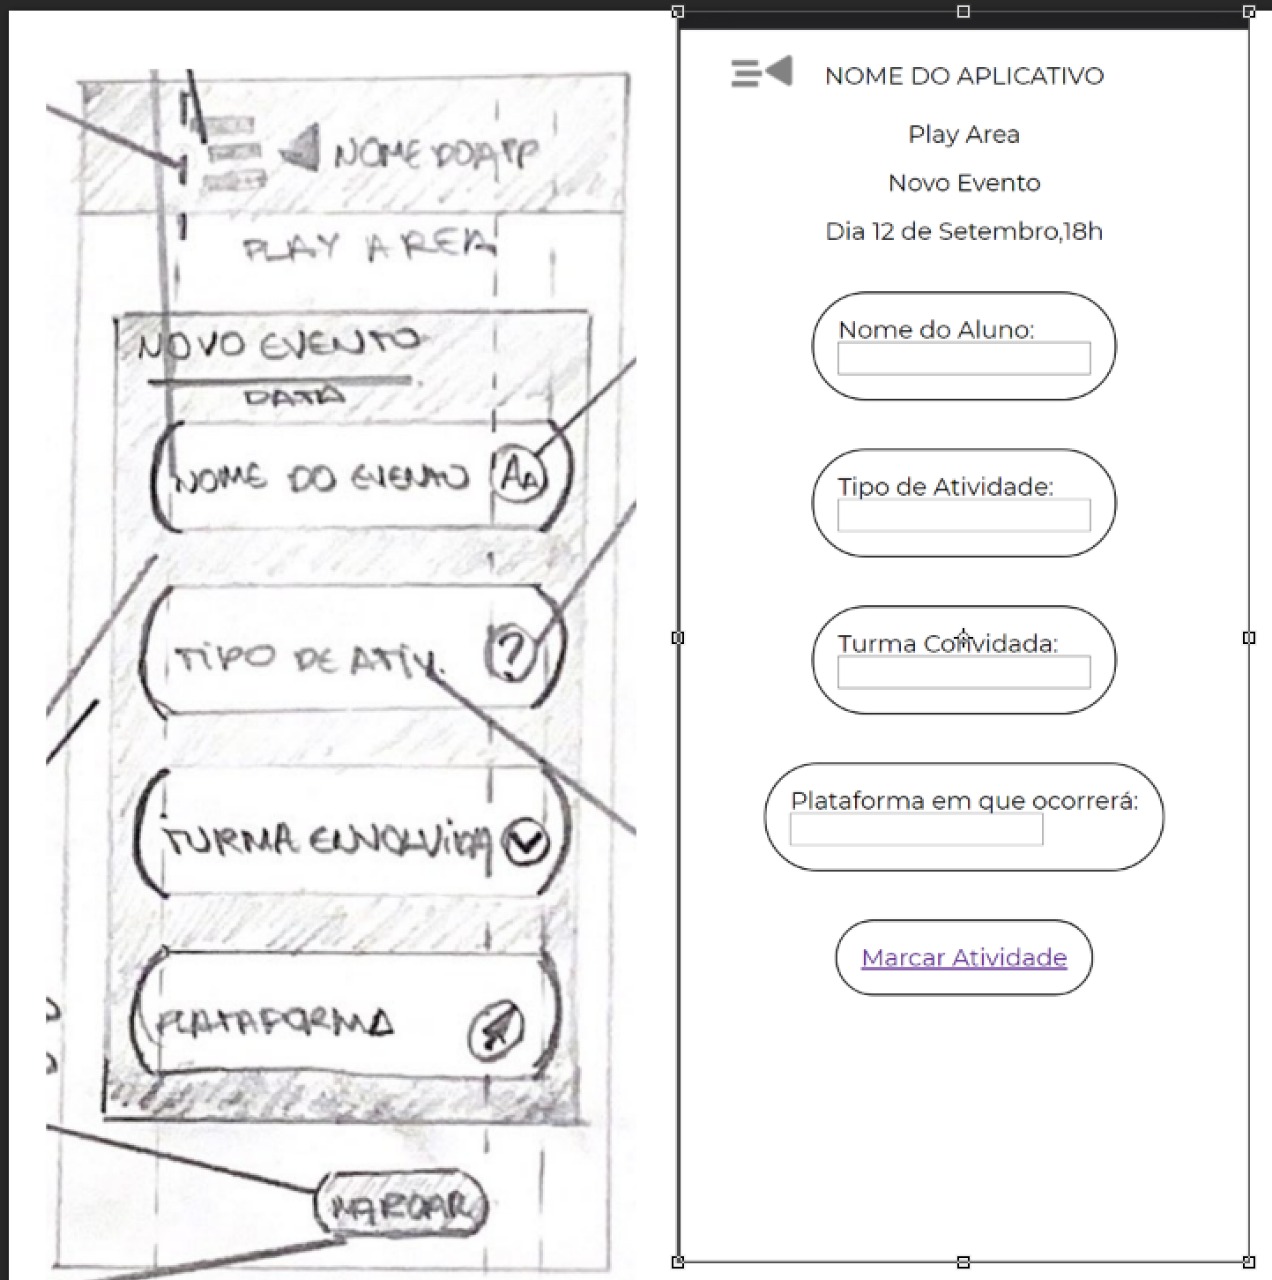 NOME DO APP
PLAY AREA
NOVO EVENTO
DATA
NOME DO EVENTO
AA
TIPO DE ATIV.
?
TURMA ENVOLVIDA
PLATAFORMA
MARCAR
NOME DO APLICATIVO
Play Area
Novo Evento
Dia 12 de Setembro,18h
Nome do Aluno:
Tipo de Atividade:
Turma Convidada:
Plataforma em que ocorrerá:
Marcar Atividade